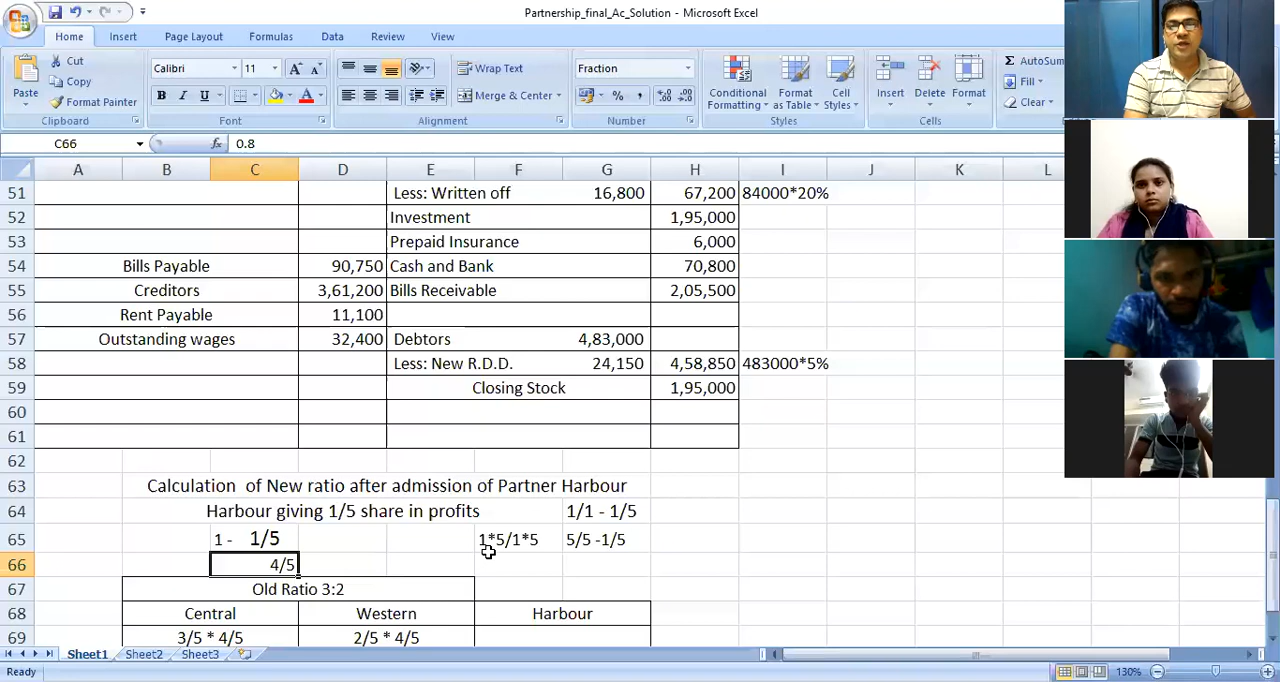 Partnership_final_Ac_Solution - Microsoft Excel
Home Insert Page Layout Formulas Data Review View
Paste Cut Copy Format Painter Clipboard
Calibri 11 A A B I U A Font
Wrap Text Merge & Center Alignment
Fraction % , Number
Conditional Formatting Format as Table Cell Styles Styles
Insert Delete Format Cells
Σ AutoSum Fill Clear
C66 fx 0.8
A B C D E F G H I J K L
51 Less: Written off 16,800 67,200 84000*20%
52 Investment 1,95,000
53 Prepaid Insurance 6,000
54 Bills Payable 90,750 Cash and Bank 70,800
55 Creditors 3,61,200 Bills Receivable 2,05,500
56 Rent Payable 11,100
57 Outstanding wages 32,400 Debtors 4,83,000
58 Less: New R.D.D. 24,150 4,58,850 483000*5%
59 Closing Stock 1,95,000
60
61
62
63 Calculation of New ratio after admission of Partner Harbour
64 Harbour giving 1/5 share in profits 1/1 - 1/5
65 1 - 1/5 1*5/1*5 5/5 -1/5
66 4/5
67 Old Ratio 3:2
68 Central Western Harbour
69 3/5 * 4/5 2/5 * 4/5
Sheet1 Sheet2 Sheet3
Ready 130%